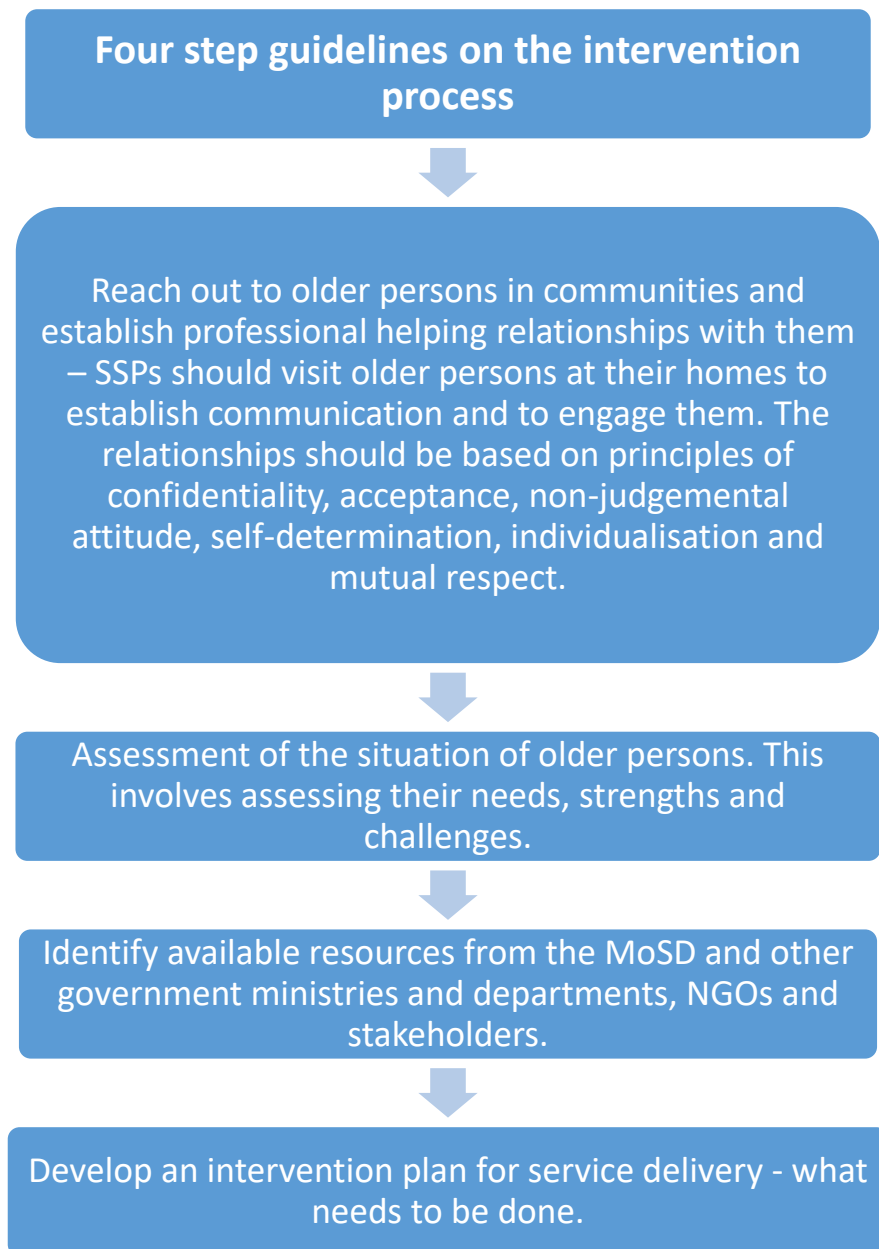 Four step guidelines on the intervention
process
Reach out to older persons in communities and
establish professional helping relationships with them
– SSPs should visit older persons at their homes to
establish communication and to engage them. The
relationships should be based on principles of
confidentiality, acceptance, non-judgemental
attitude, self-determination, individualisation and
mutual respect.
Assessment of the situation of older persons. This
involves assessing their needs, strengths and
challenges.
Identify available resources from the MoSD and other
government ministries and departments, NGOs and
stakeholders.
Develop an intervention plan for service delivery - what
needs to be done.